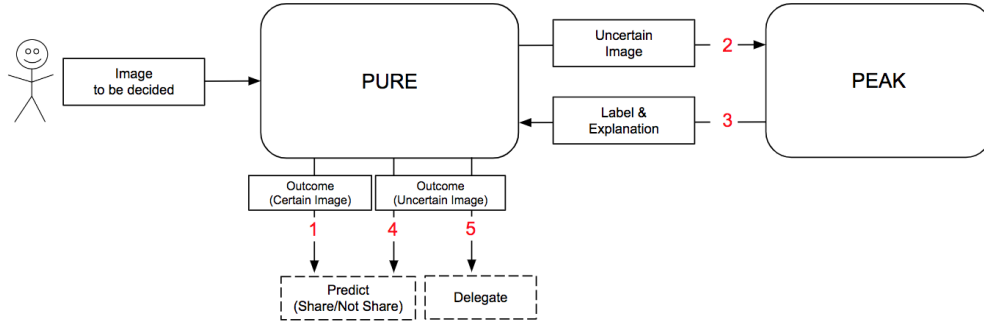 Image
to be decided
PURE
Uncertain
Image
2
PEAK
Label &
Explanation
3
Outcome
(Certain Image)
Outcome
(Uncertain Image)
1
4
5
Predict
(Share/Not Share)
Delegate